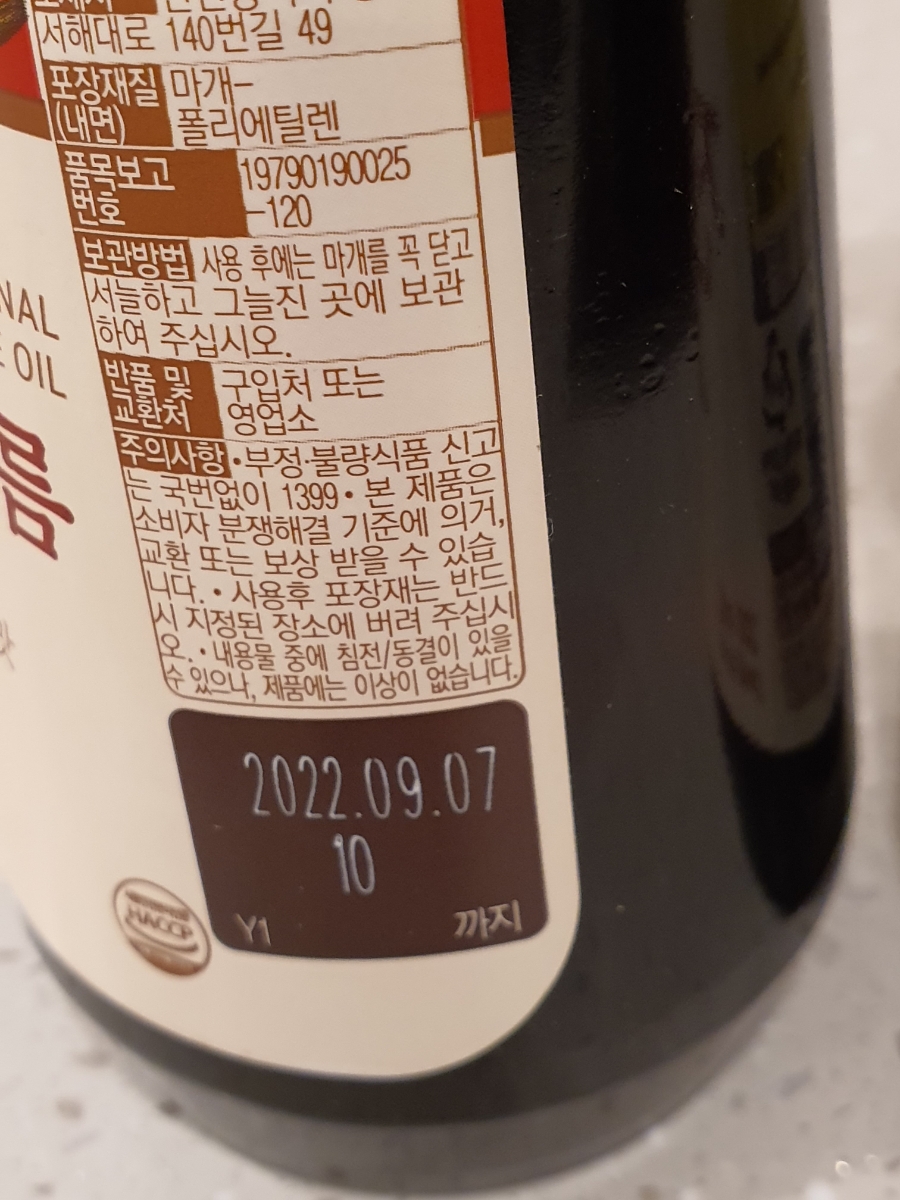 서해대로 140번길 49
포장재질 마개-
(내면) 폴리에틸렌
품목보고 19790190025
번호 -120
보관방법 사용 후에는 마개를 꼭 닫고
서늘하고 그늘진 곳에 보관
하여 주십시오.
반품 및 구입처 또는
교환처 영업소
주의사항 •부정·불량식품 신고
는 국번없이 1399• 본 제품은
소비자 분쟁해결 기준에 의거,
교환 또는 보상 받을 수 있습
니다. • 사용후 포장재는 반드
시 지정된 장소에 버려 주십시
오. • 내용물 중에 침전/동결이 있을
수 있으나, 제품에는 이상이 없습니다.
NAL
OIL
름
2022.09.07
10
Y1 까지
HACCP